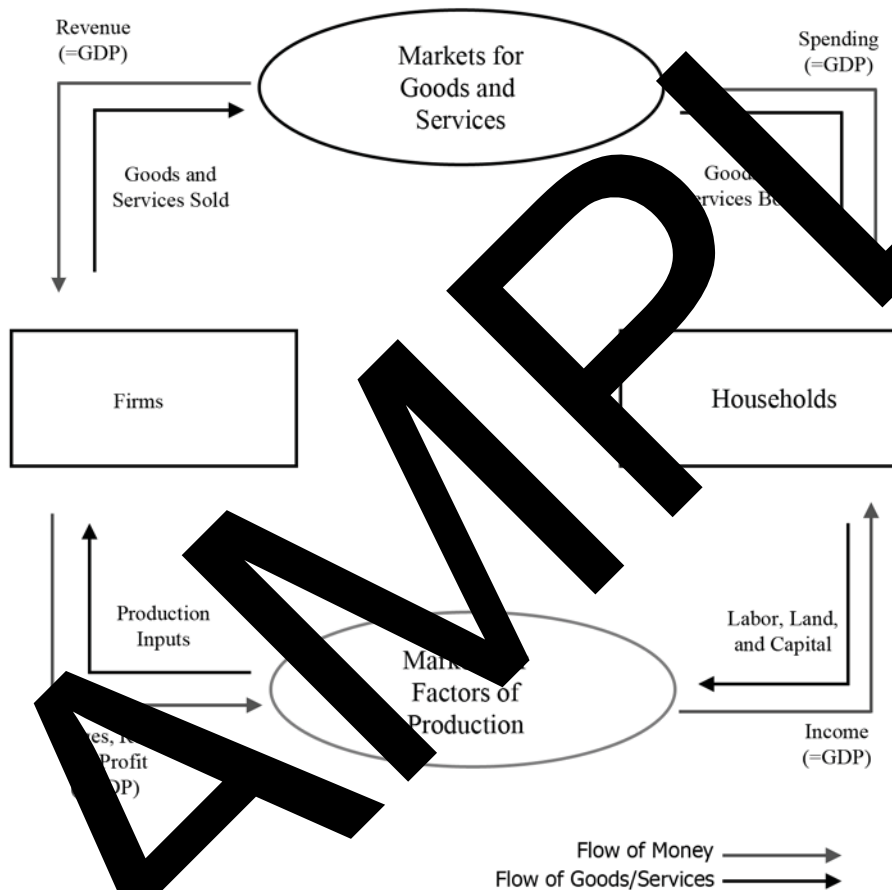 Revenue
(=GDP)
Markets for
Goods and
Services
Spending
(=GDP)
Goods and
Services Sold
Firms
Households
Production
Inputs
Factors of
Production
Labor, Land,
and Capital
Profit
Income
(=GDP)
Flow of Money
Flow of Goods/Services